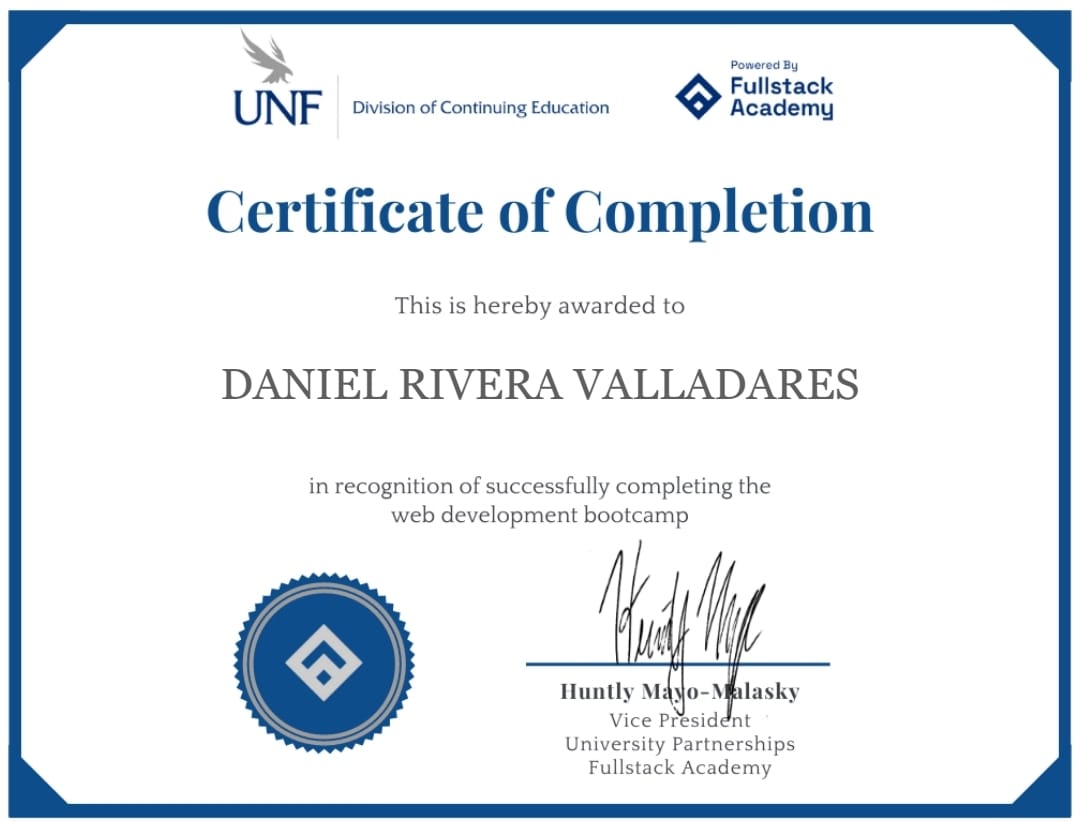 UNF
Division of Continuing Education
Powered By
Fullstack
Academy
Certificate of Completion
This is hereby awarded to
DANIEL RIVERA VALLADARES
in recognition of successfully completing the
web development bootcamp
Huntly Mayo-Malasky
Vice President
University Partnerships
Fullstack Academy